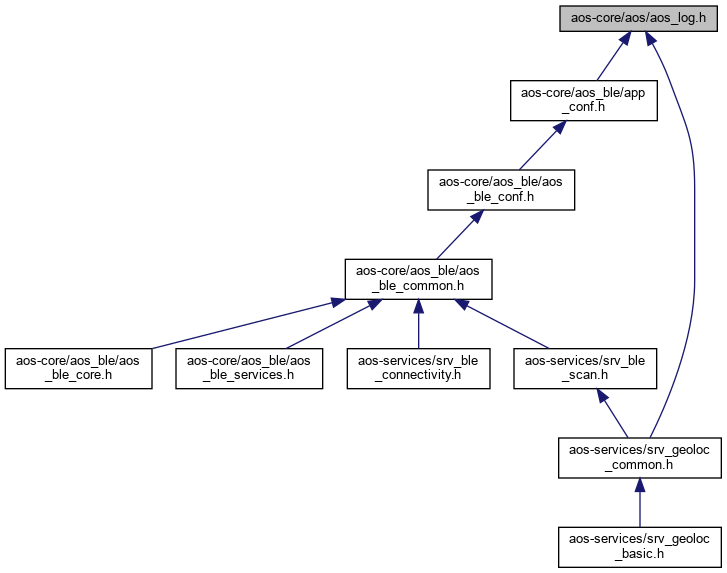 aos-core/aos/aos_log.h
aos-core/aos_ble/app
_conf.h
aos-core/aos_ble/aos
_ble_conf.h
aos-core/aos_ble/aos
_ble_common.h
aos-core/aos_ble/aos
_ble_core.h
aos-core/aos_ble/aos
_ble_services.h
aos-services/srv_ble
_connectivity.h
aos-services/srv_ble
_scan.h
aos-services/srv_geoloc
_common.h
aos-services/srv_geoloc
_basic.h